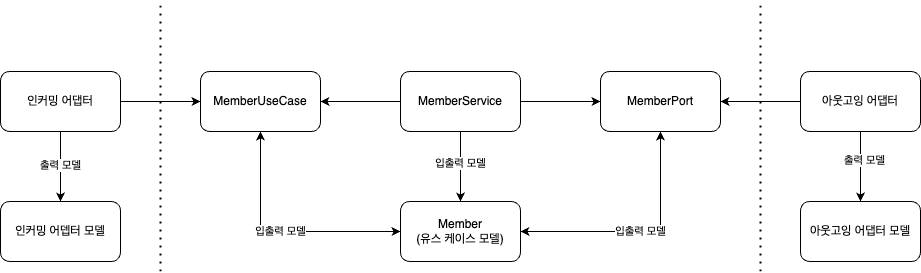 인커밍 어댑터
MemberUseCase
MemberService
MemberPort
아웃고잉 어댑터
출력 모델
입출력 모델
출력 모델
인커밍 어뎁터 모델
입출력 모델
Member
(유스 케이스 모델)
입출력 모델
아웃고잉 어댑터 모델